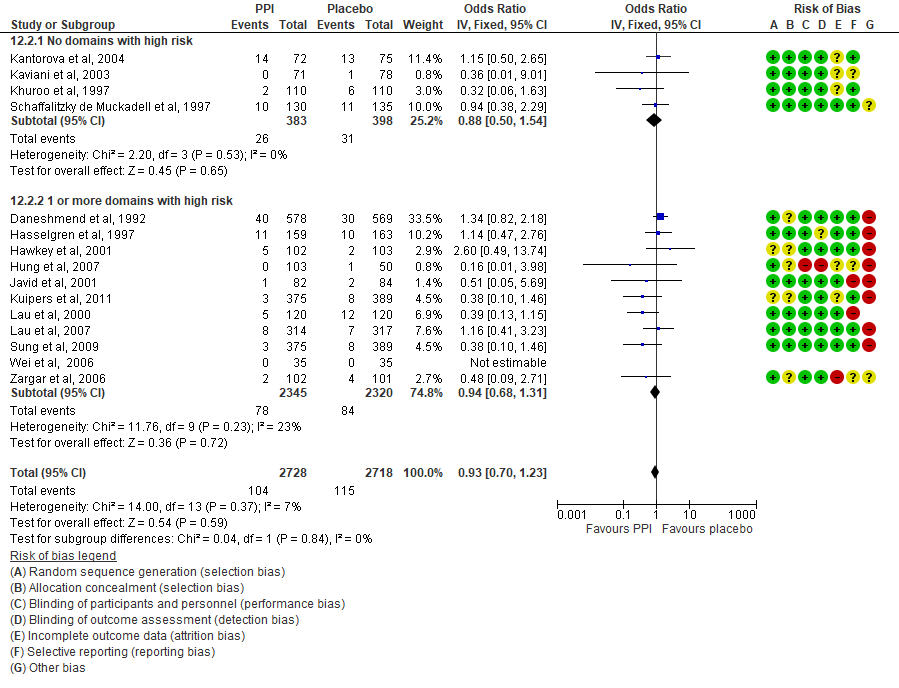 PPI Placebo Odds Ratio Odds Ratio Risk of Bias
Study or Subgroup Events Total Events Total Weight IV, Fixed, 95% CI IV, Fixed, 95% CI A B C D E F G
12.2.1 No domains with high risk
Kantorova et al, 2004 14 72 13 75 11.4% 1.15 [0.50, 2.65] + + + + ? +
Kaviani et al, 2003 0 71 1 78 0.8% 0.36 [0.01, 9.01] + + + + ? ?
Khuroo et al, 1997 2 110 6 110 3.0% 0.32 [0.06, 1.63] + + + + ? +
Schaffalitzky de Muckadell et al, 1997 10 130 11 135 10.0% 0.94 [0.38, 2.29] + + + + + + ?
Subtotal (95% CI) 383 398 25.2% 0.88 [0.50, 1.54]
Total events 26 31
Heterogeneity: Chi² = 2.20, df = 3 (P = 0.53); I² = 0%
Test for overall effect: Z = 0.45 (P = 0.65)
12.2.2 1 or more domains with high risk
Daneshmend et al, 1992 40 578 30 569 33.5% 1.34 [0.82, 2.18] + ? + + + + −
Hasselgren et al, 1997 11 159 10 163 10.2% 1.14 [0.47, 2.76] + + + ? + + −
Hawkey et al, 2001 5 102 2 103 2.9% 2.60 [0.49, 13.74] ? ? + + + + −
Hung et al, 2007 0 103 1 50 0.8% 0.16 [0.01, 3.98] + ? − − ? ? −
Javid et al, 2001 1 82 2 84 1.4% 0.51 [0.05, 5.69] + + + + + − −
Kuipers et al, 2011 3 375 8 389 4.5% 0.38 [0.10, 1.46] ? ? + + ? + −
Lau et al, 2000 5 120 12 120 6.9% 0.39 [0.13, 1.15] + + + + + −
Lau et al, 2007 8 314 7 317 7.6% 1.16 [0.41, 3.23] + + + + + + −
Sung et al, 2009 3 375 8 389 4.5% 0.38 [0.10, 1.46] + + + + + + −
Wei et al, 2006 0 35 0 35 Not estimable
Zargar et al, 2006 2 102 4 101 2.7% 0.48 [0.09, 2.71] + ? + + − ? ?
Subtotal (95% CI) 2345 2320 74.8% 0.94 [0.68, 1.31]
Total events 78 84
Heterogeneity: Chi² = 11.76, df = 9 (P = 0.23); I² = 23%
Test for overall effect: Z = 0.36 (P = 0.72)
Total (95% CI) 2728 2718 100.0% 0.93 [0.70, 1.23]
Total events 104 115
Heterogeneity: Chi² = 14.00, df = 13 (P = 0.37); I² = 7%
Test for overall effect: Z = 0.54 (P = 0.59)
Test for subgroup differences: Chi² = 0.04, df = 1 (P = 0.84), I² = 0%
0.001 0.1 1 10 1000
Favours PPI Favours placebo
Risk of bias legend
(A) Random sequence generation (selection bias)
(B) Allocation concealment (selection bias)
(C) Blinding of participants and personnel (performance bias)
(D) Blinding of outcome assessment (detection bias)
(E) Incomplete outcome data (attrition bias)
(F) Selective reporting (reporting bias)
(G) Other bias